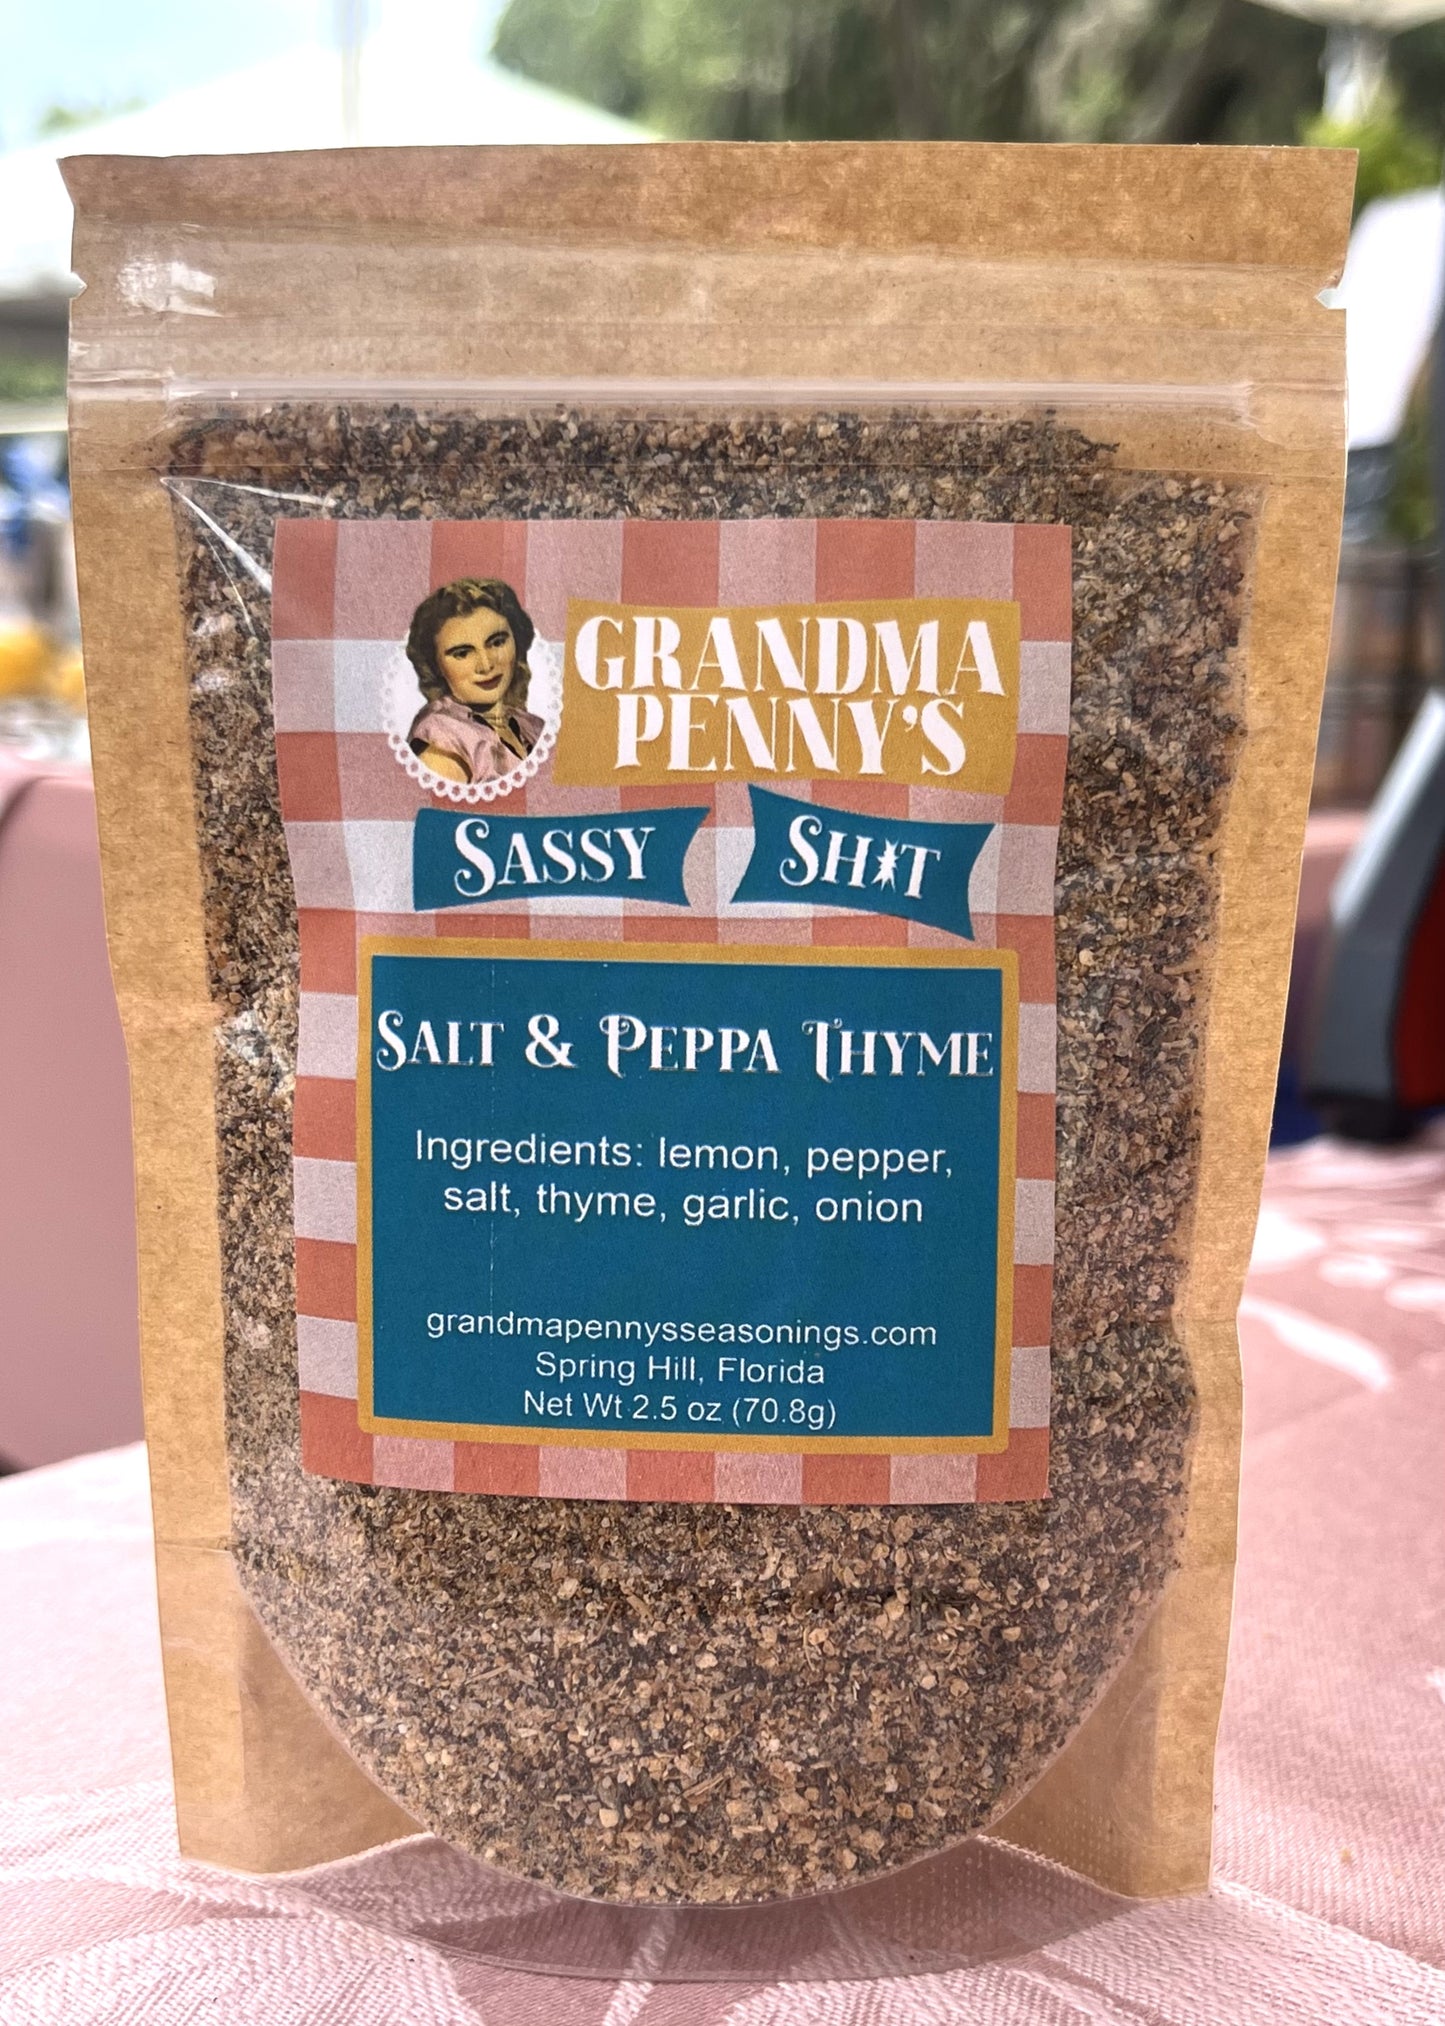 GRANDMA
PENNY'S
SASSY SH*T
SALT & PEPPA THYME
Ingredients: lemon, pepper,
salt, thyme, garlic, onion
grandmapennysseasonings.com
Spring Hill, Florida
Net Wt 2.5 oz (70.8g)